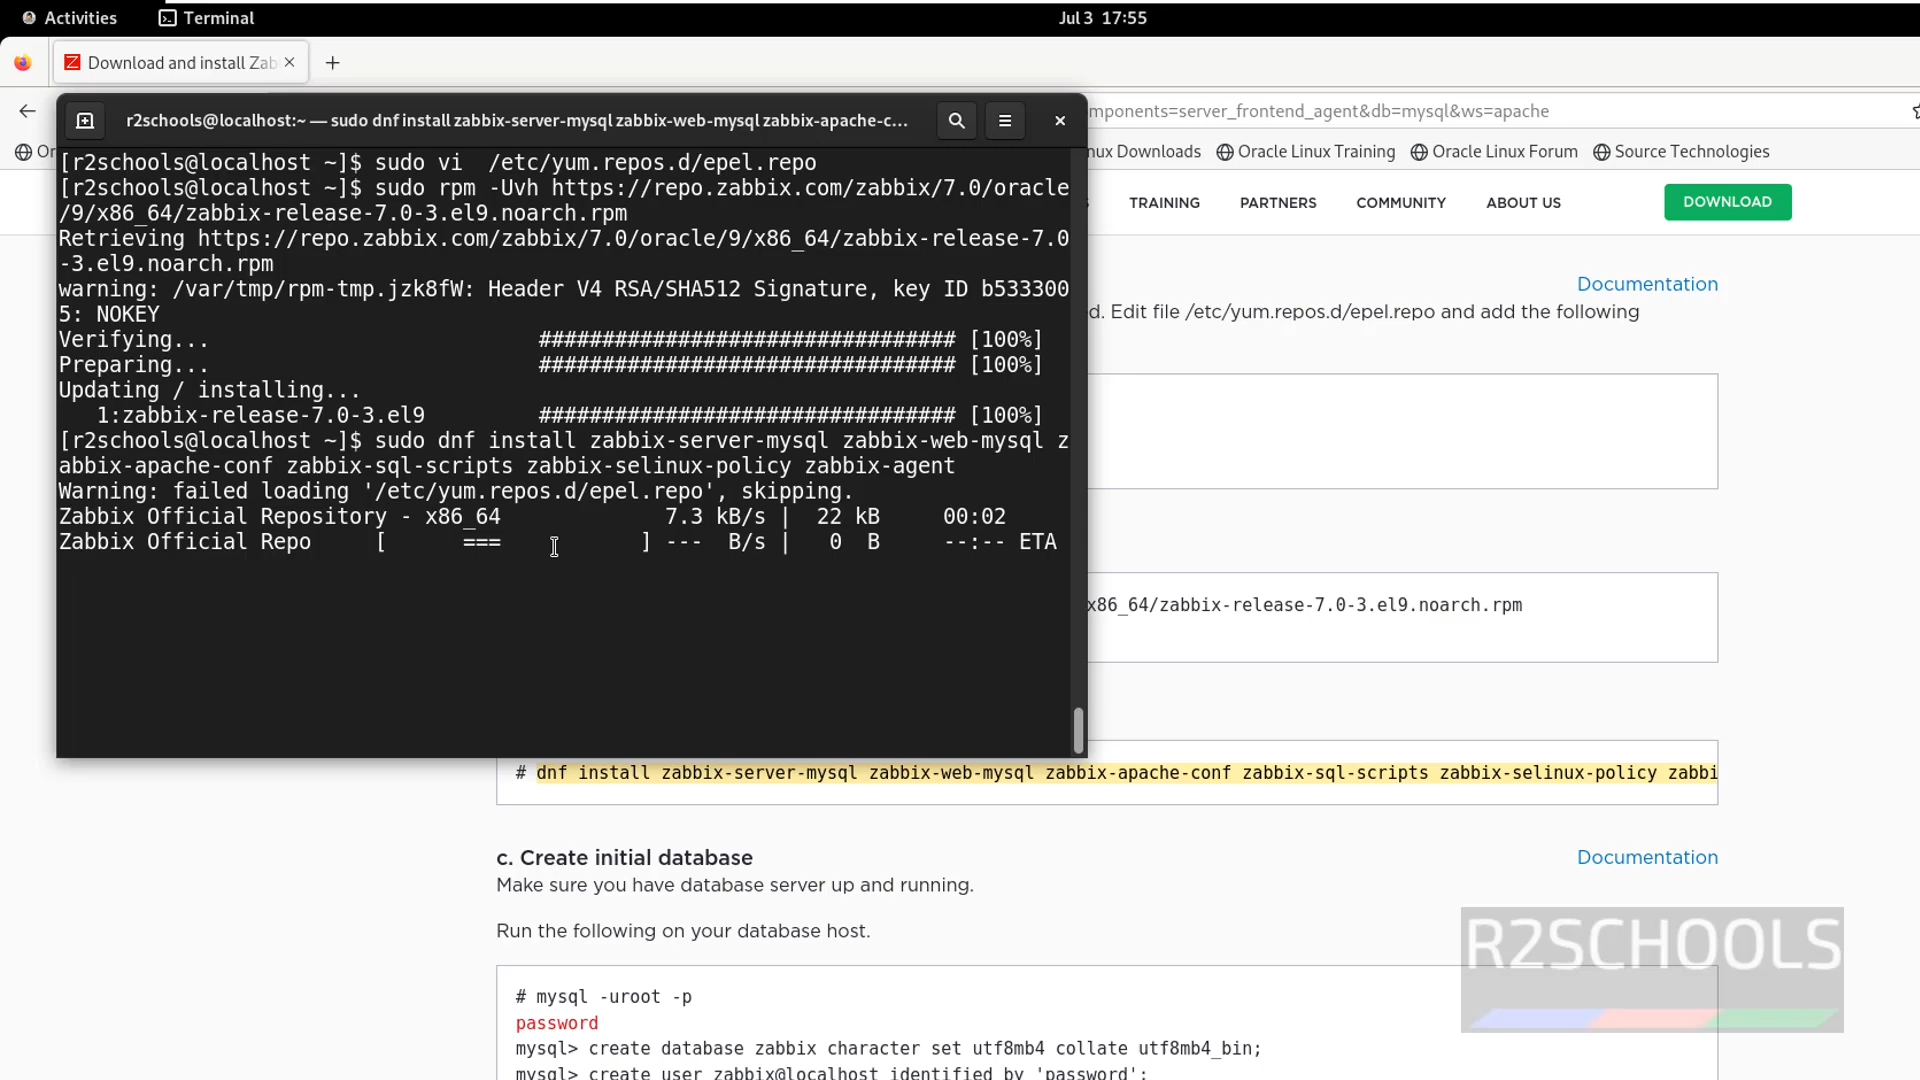 Activities
Terminal
Jul 3 17:55
Download and install Zab
r2schools@localhost:~ — sudo dnf install zabbix-server-mysql zabbix-web-mysql zabbix-apache-c...
mponents=server_frontend_agent&db=mysql&ws=apache
Or
nux Downloads
Oracle Linux Training
Oracle Linux Forum
Source Technologies
TRAINING
PARTNERS
COMMUNITY
ABOUT US
DOWNLOAD
[r2schools@localhost ~]$ sudo vi  /etc/yum.repos.d/epel.repo
[r2schools@localhost ~]$ sudo rpm -Uvh https://repo.zabbix.com/zabbix/7.0/oracle
/9/x86_64/zabbix-release-7.0-3.el9.noarch.rpm
Retrieving https://repo.zabbix.com/zabbix/7.0/oracle/9/x86_64/zabbix-release-7.0
-3.el9.noarch.rpm
warning: /var/tmp/rpm-tmp.jzk8fW: Header V4 RSA/SHA512 Signature, key ID b533300
5: NOKEY
Verifying... ################################# [100%]
Preparing... ################################# [100%]
Updating / installing...
1:zabbix-release-7.0-3.el9 ################################# [100%]
[r2schools@localhost ~]$ sudo dnf install zabbix-server-mysql zabbix-web-mysql z
abbix-apache-conf zabbix-sql-scripts zabbix-selinux-policy zabbix-agent
Warning: failed loading '/etc/yum.repos.d/epel.repo', skipping.
Zabbix Official Repository - x86_64 7.3 kB/s | 22 kB 00:02
Zabbix Official Repo [ === ] --- B/s | 0 B --:-- ETA
Documentation
d. Edit file /etc/yum.repos.d/epel.repo and add the following
x86_64/zabbix-release-7.0-3.el9.noarch.rpm
# dnf install zabbix-server-mysql zabbix-web-mysql zabbix-apache-conf zabbix-sql-scripts zabbix-selinux-policy zabbi
c. Create initial database
Documentation
Make sure you have database server up and running.
Run the following on your database host.
# mysql -uroot -p
password
mysql> create database zabbix character set utf8mb4 collate utf8mb4_bin;
mysql> create user zabbix@localhost identified by 'password';
R2SCHOOLS